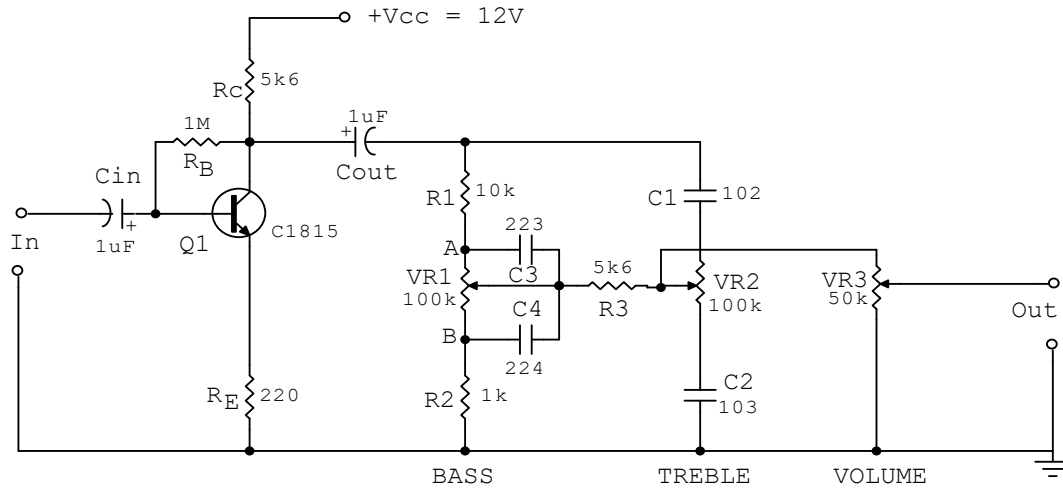 +Vcc = 12V
Rc
5k6
1M
RB
1uF
+
Cout
Cin
+
1uF
In
Q1
C1815
R1
10k
C1
102
A
223
C3
VR1
100k
C4
5k6
R3
VR2
100k
VR3
50k
Out
B
224
RE
220
R2
1k
C2
103
BASS
TREBLE
VOLUME